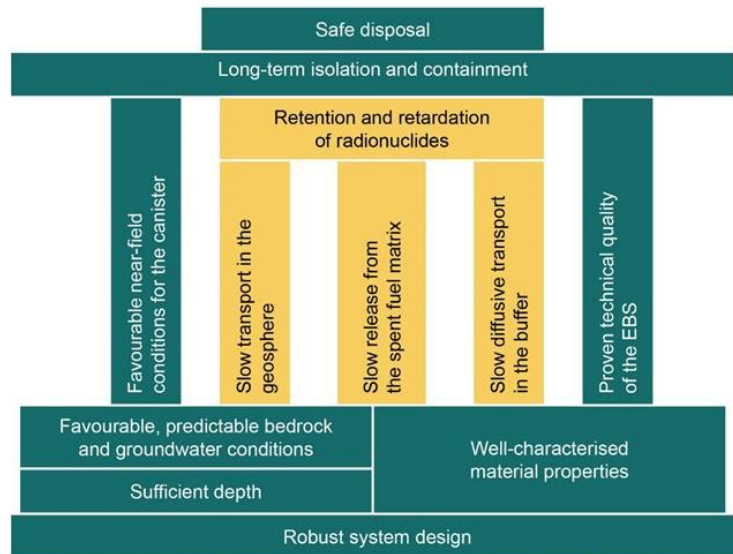 Safe disposal
Long-term isolation and containment
Retention and retardation
of radionuclides
Favourable near-field
conditions for the canister
Slow transport in the
geosphere
Slow release from
the spent fuel matrix
Slow diffusive transport
in the buffer
Proven technical quality
of the EBS
Favourable, predictable bedrock
and groundwater conditions
Well-characterised
material properties
Sufficient depth
Robust system design